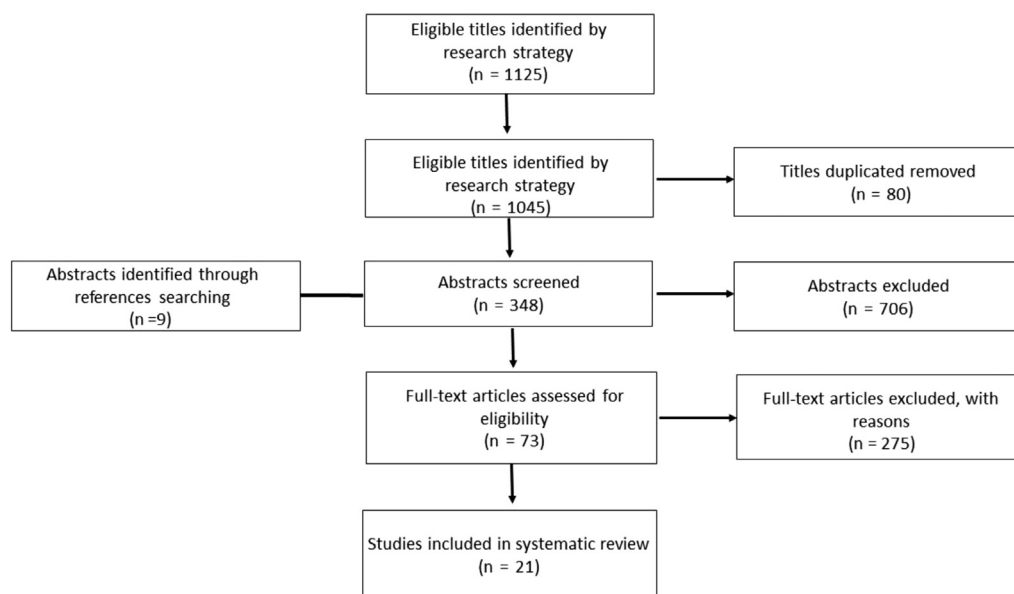 Eligible titles identified by
research strategy
(n = 1125)
Eligible titles identified by
research strategy
(n = 1045)
Titles duplicated removed
(n = 80)
Abstracts identified through
references searching
(n =9)
Abstracts screened
n = 348)
Abstracts excluded
(n = 706)
Full-text articles assessed for
eligibility
(n = 73)
Full-text articles excluded, with
reasons
(n = 275)
Studies included in systematic review
(n = 21)